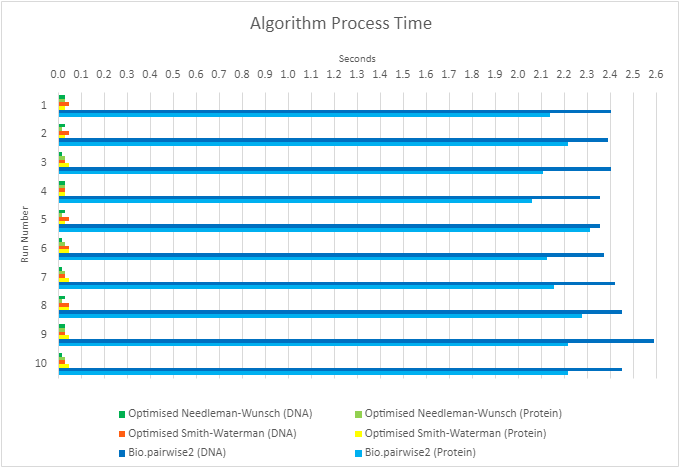 Algorithm Process Time
Seconds
0.0 0.1 0.2 0.3 0.4 0.5 0.6 0.7 0.8 0.9 1.0 1.1 1.2 1.3 1.4 1.5 1.6 1.7 1.8 1.9 2.0 2.1 2.2 2.3 2.4 2.5 2.6
Run Number
1
2
3
4
5
6
7
8
9
10
Optimised Needleman-Wunsch (DNA)
Optimised Needleman-Wunsch (Protein)
Optimised Smith-Waterman (DNA)
Optimised Smith-Waterman (Protein)
Bio.pairwise2 (DNA)
Bio.pairwise2 (Protein)